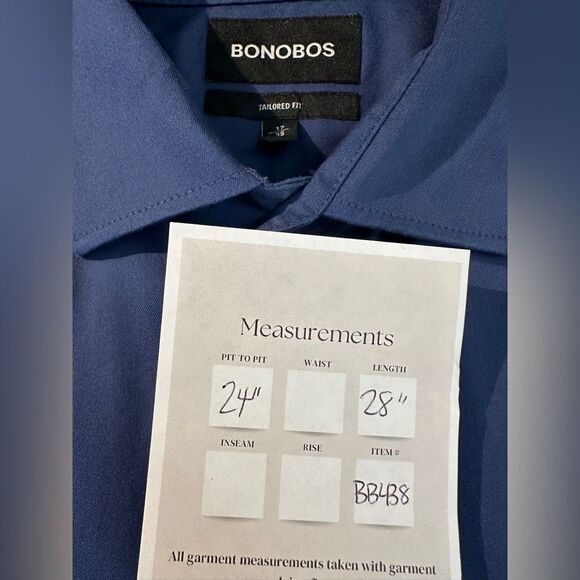 BONOBOS
TAILORED FIT
Measurements
PIT TO PIT WAIST LENGTH
24" 28"
INSEAM RISE ITEM #
BB4B8
All garment measurements taken with garment